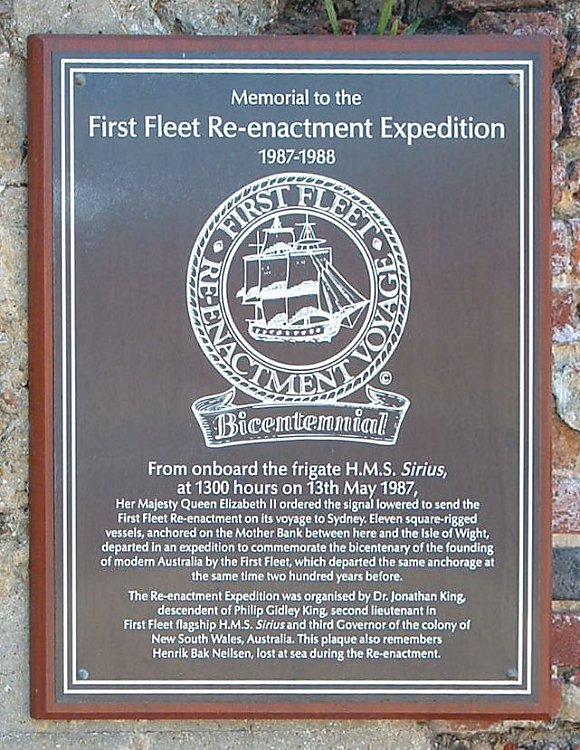 Memorial to the
First Fleet Re-enactment Expedition
1987-1988
FIRST FLEET
RE-ENACTMENT VOYAGE
©
Bicentennial
From onboard the frigate H.M.S. Sirius,
at 1300 hours on 13th May 1987,
Her Majesty Queen Elizabeth II ordered the signal lowered to send the
First Fleet Re-enactment on its voyage to Sydney. Eleven square-rigged
vessels, anchored on the Mother Bank between here and the Isle of Wight,
departed in an expedition to commemorate the bicentenary of the founding
of modern Australia by the First Fleet, which departed the same anchorage at
the same time two hundred years before.
The Re-enactment Expedition was organised by Dr. Jonathan King,
descendent of Philip Gidley King, second lieutenant in
First Fleet flagship H.M.S. Sirius and third Governor of the colony of
New South Wales, Australia. This plaque also remembers
Henrik Bak Neilsen, lost at sea during the Re-enactment.